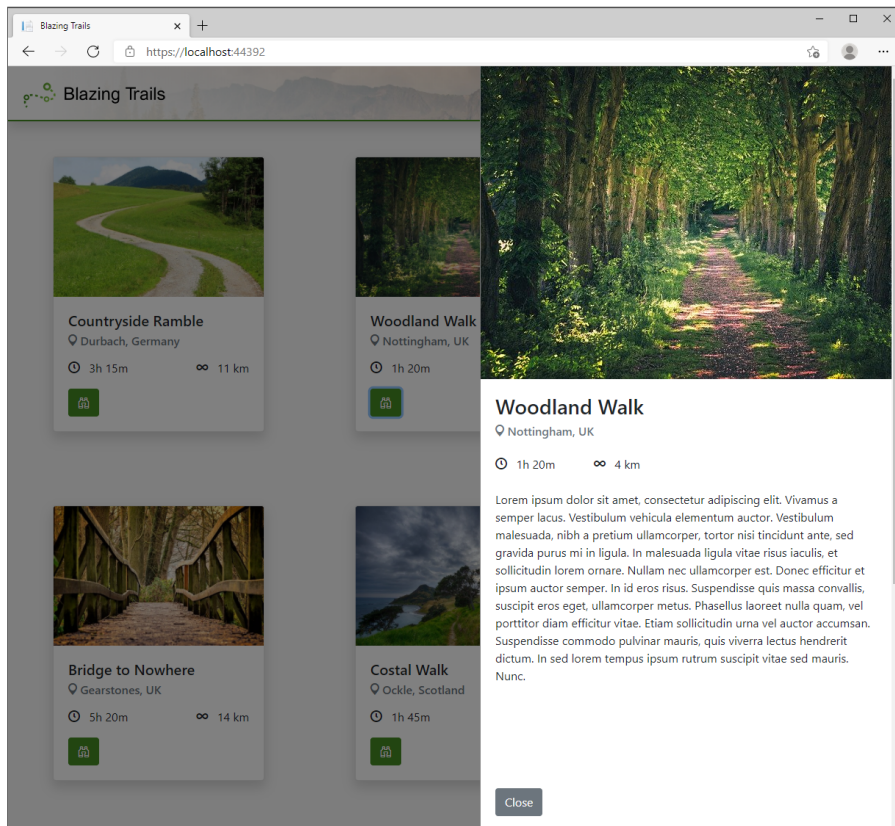 Blazing Trails
https://localhost:44392
Blazing Trails
Countryside Ramble
Durbach, Germany
3h 15m 11 km
Woodland Walk
Nottingham, UK
1h 20m
Bridge to Nowhere
Gearstones, UK
5h 20m 14 km
Costal Walk
Ockle, Scotland
1h 45m
Woodland Walk
Nottingham, UK
1h 20m 4 km
Lorem ipsum dolor sit amet, consectetur adipiscing elit. Vivamus a
semper lacus. Vestibulum vehicula elementum auctor. Vestibulum
malesuada, nibh a pretium ullamcorper, tortor nisi tincidunt ante, sed
gravida purus mi in ligula. In malesuada ligula vitae risus iaculis, et
sollicitudin lorem ornare. Nullam nec ullamcorper est. Donec efficitur et
ipsum auctor semper. In id eros risus. Suspendisse quis massa convallis,
suscipit eros eget, ullamcorper metus. Phasellus laoreet nulla quam, vel
porttitor diam efficitur vitae. Etiam sollicitudin urna vel auctor accumsan.
Suspendisse commodo pulvinar mauris, quis viverra lectus hendrerit
dictum. In sed lorem tempus ipsum rutrum suscipit vitae sed mauris.
Nunc.
Close